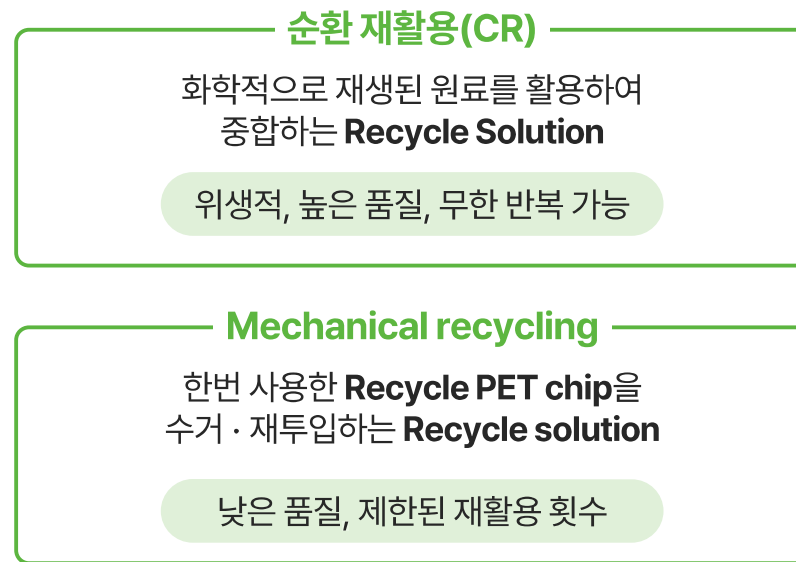 순환 재활용(CR)
화학적으로 재생된 원료를 활용하여
중합하는 Recycle Solution
위생적, 높은 품질, 무한 반복 가능
Mechanical recycling
한번 사용한 Recycle PET chip을
수거 · 재투입하는 Recycle solution
낮은 품질, 제한된 재활용 횟수